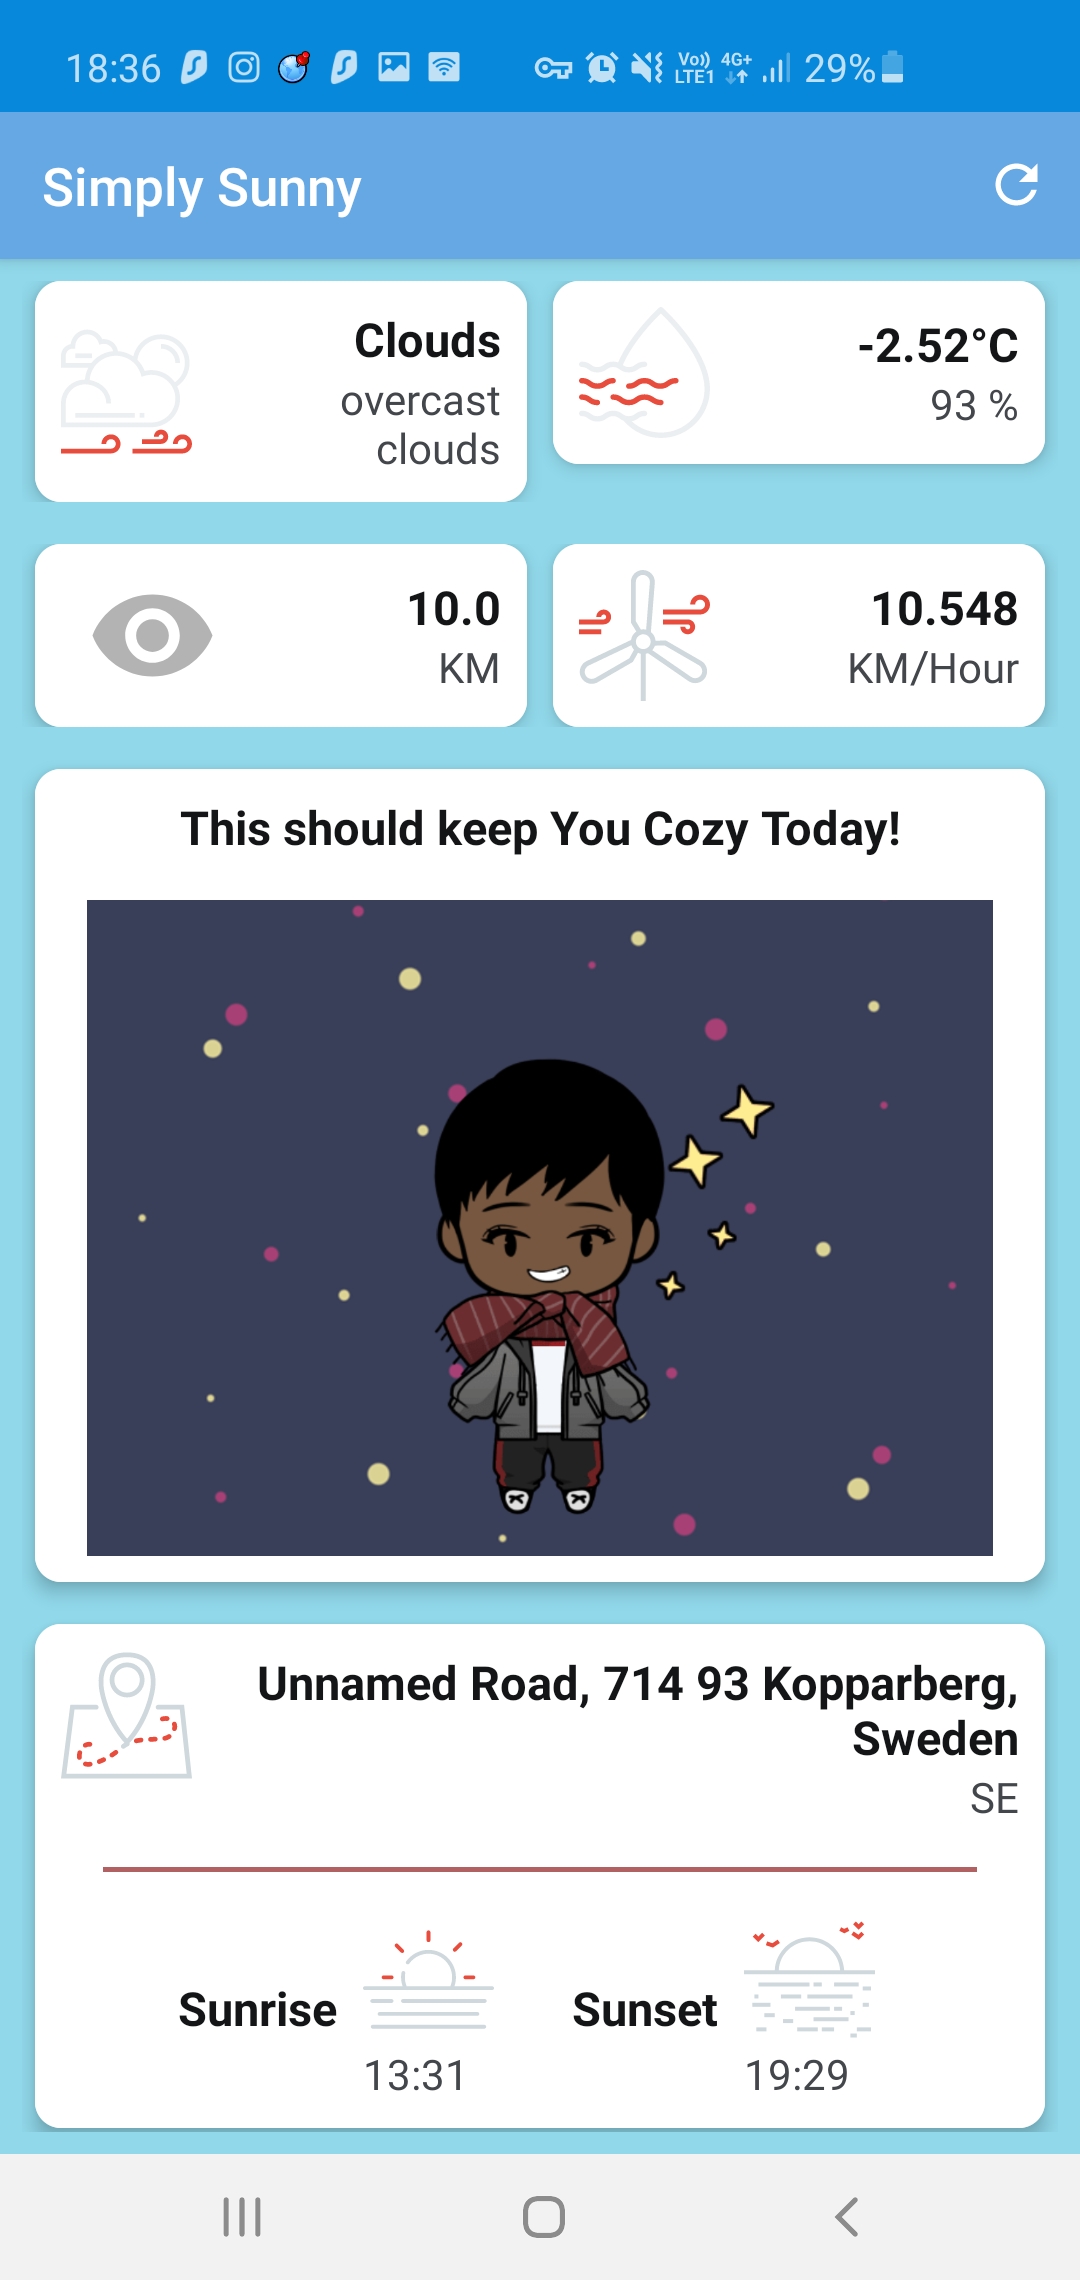 18:36
Vo)) 4G+
LTE1
29%
Simply Sunny
Clouds
overcast
clouds
-2.52°C
93 %
10.0
KM
10.548
KM/Hour
This should keep You Cozy Today!
Unnamed Road, 714 93 Kopparberg,
Sweden
SE
Sunrise
13:31
Sunset
19:29